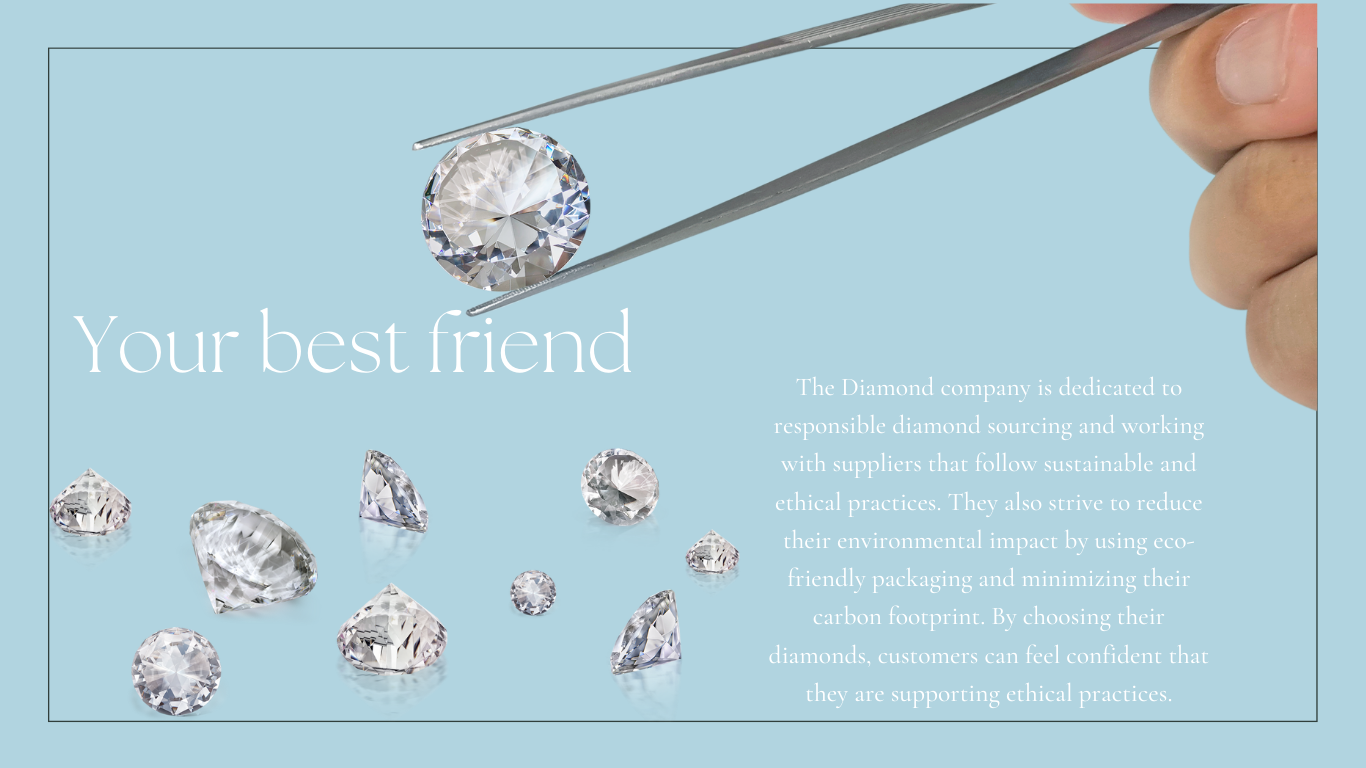 Your best friend
The Diamond company is dedicated to
responsible diamond sourcing and working
with suppliers that follow sustainable and
ethical practices. They also strive to reduce
their environmental impact by using eco-
friendly packaging and minimizing their
carbon footprint. By choosing their
diamonds, customers can feel confident that
they are supporting ethical practices.